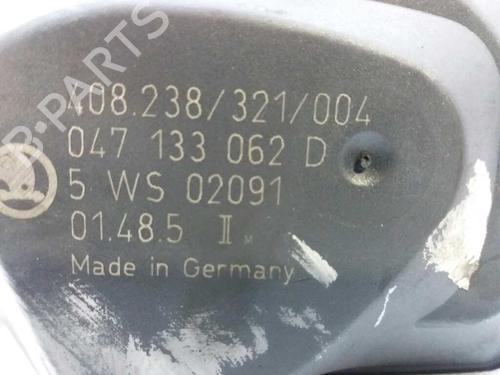 408.238/321/004
047 133 062 D
5 WS 02091
01.48.5 II M
Made in Germany
B-PARTS